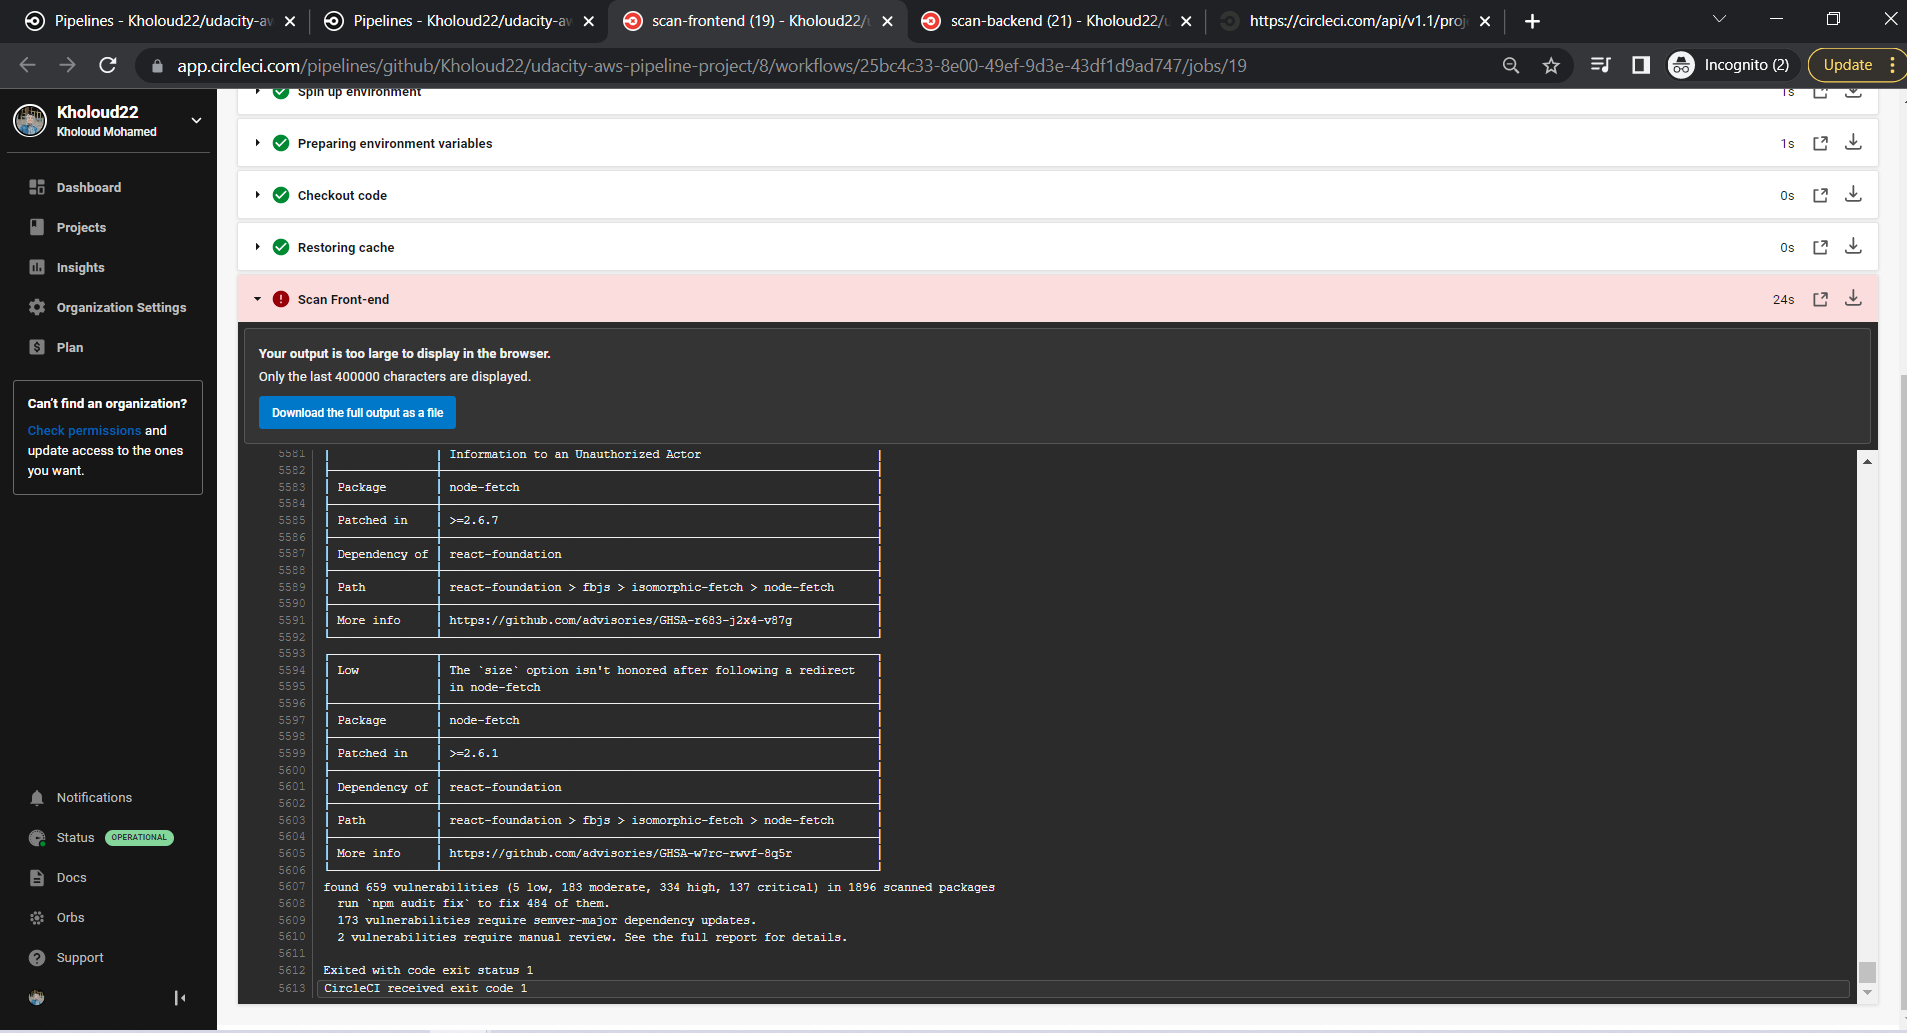 Pipelines - Kholoud22/udacity-aw
Pipelines - Kholoud22/udacity-aw
scan-frontend (19) - Kholoud22/u
scan-backend (21) - Kholoud22/u
https://circleci.com/api/v1.1/proj
app.circleci.com/pipelines/github/Kholoud22/udacity-aws-pipeline-project/8/workflows/25bc4c33-8e00-49ef-9d3e-43df1d9ad747/jobs/19
Incognito (2)
Update
Kholoud22
Kholoud Mohamed
Dashboard
Projects
Insights
Organization Settings
Plan
Can't find an organization?
Check permissions and
update access to the ones
you want.
Notifications
Status OPERATIONAL
Docs
Orbs
Support
Spin up environment 1s
Preparing environment variables 1s
Checkout code 0s
Restoring cache 0s
Scan Front-end 24s
Your output is too large to display in the browser.
Only the last 400000 characters are displayed.
Download the full output as a file
5581 Information to an Unauthorized Actor
5582
5583 Package node-fetch
5584
5585 Patched in >=2.6.7
5586
5587 Dependency of react-foundation
5588
5589 Path react-foundation > fbjs > isomorphic-fetch > node-fetch
5590
5591 More info https://github.com/advisories/GHSA-r683-j2x4-v87g
5592
5593
5594 Low The `size` option isn't honored after following a redirect
5595 in node-fetch
5596
5597 Package node-fetch
5598
5599 Patched in >=2.6.1
5600
5601 Dependency of react-foundation
5602
5603 Path react-foundation > fbjs > isomorphic-fetch > node-fetch
5604
5605 More info https://github.com/advisories/GHSA-w7rc-rwvf-8q5r
5606
5607 found 659 vulnerabilities (5 low, 183 moderate, 334 high, 137 critical) in 1896 scanned packages
5608 run `npm audit fix` to fix 484 of them.
5609 173 vulnerabilities require semver-major dependency updates.
5610 2 vulnerabilities require manual review. See the full report for details.
5611
5612 Exited with code exit status 1
5613 CircleCI received exit code 1